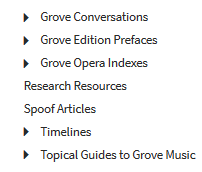 Grove Conversations
Grove Edition Prefaces
Grove Opera Indexes
Research Resources
Spoof Articles
Timelines
Topical Guides to Grove Music